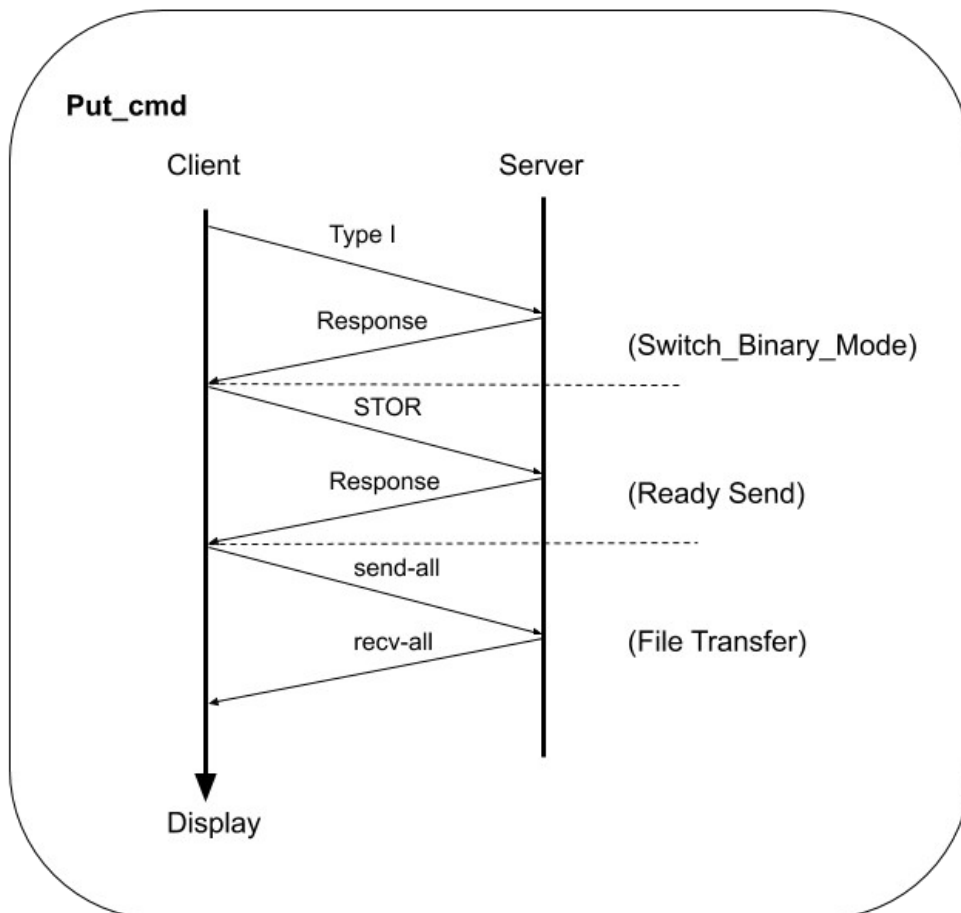 Put_cmd
Client
Server
Type I
Response
(Switch_Binary_Mode)
STOR
Response
(Ready Send)
send-all
recv-all
(File Transfer)
Display